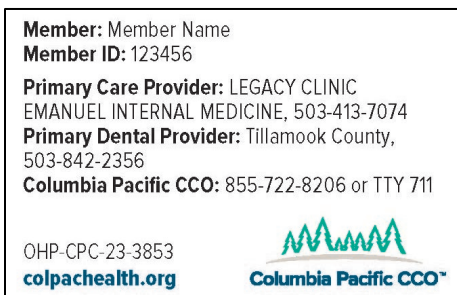 Member: Member Name
Member ID: 123456
Primary Care Provider: LEGACY CLINIC
EMANUEL INTERNAL MEDICINE, 503-413-7074
Primary Dental Provider: Tillamook County,
503-842-2356
Columbia Pacific CCO: 855-722-8206 or TTY 711
OHP-CPC-23-3853
colpachealth.org
Columbia Pacific CCO™